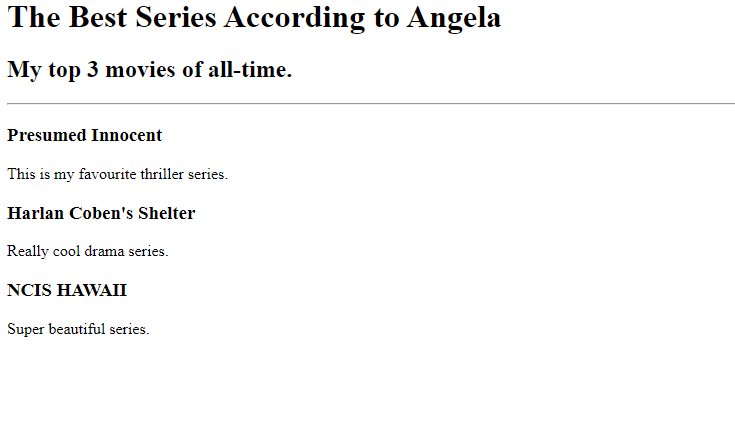 The Best Series According to Angela
My top 3 movies of all-time.
Presumed Innocent
This is my favourite thriller series.
Harlan Coben's Shelter
Really cool drama series.
NCIS HAWAII
Super beautiful series.